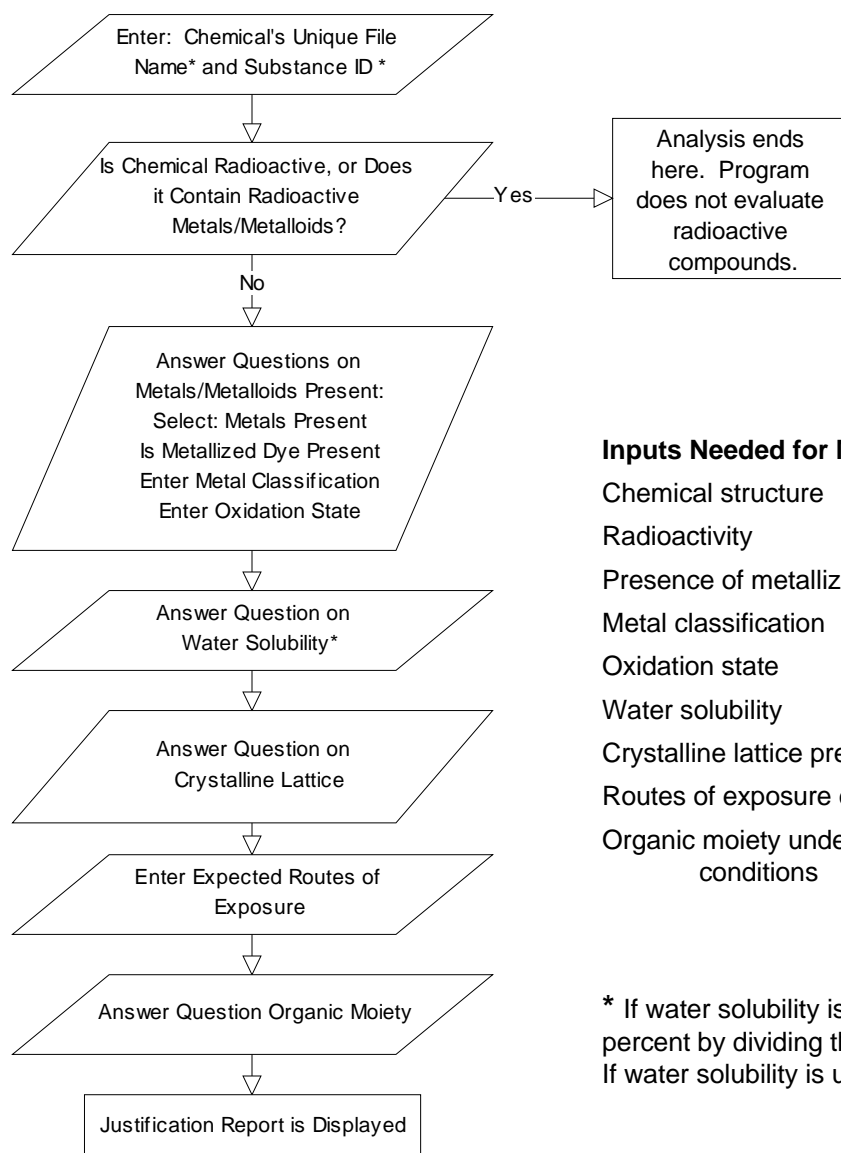 Enter: Chemical's Unique File
Name* and Substance ID *
Is Chemical Radioactive, or Does
it Contain Radioactive
Metals/Metalloids?
Yes
Analysis ends
here. Program
does not evaluate
radioactive
compounds.
No
Answer Questions on
Metals/Metalloids Present:
Select: Metals Present
Is Metallized Dye Present
Enter Metal Classification
Enter Oxidation State
Answer Question on
Water Solubility*
Answer Question on
Crystalline Lattice
Enter Expected Routes of
Exposure
Answer Question Organic Moiety
Justification Report is Displayed
Inputs Needed for
Chemical structure
Radioactivity
Presence of
Metal classification
Oxidation state
Water solubility
Crystalline lattice
Routes of exposure
Organic moiety
conditions
* If water solubility is
percent by dividing
If water solubility is